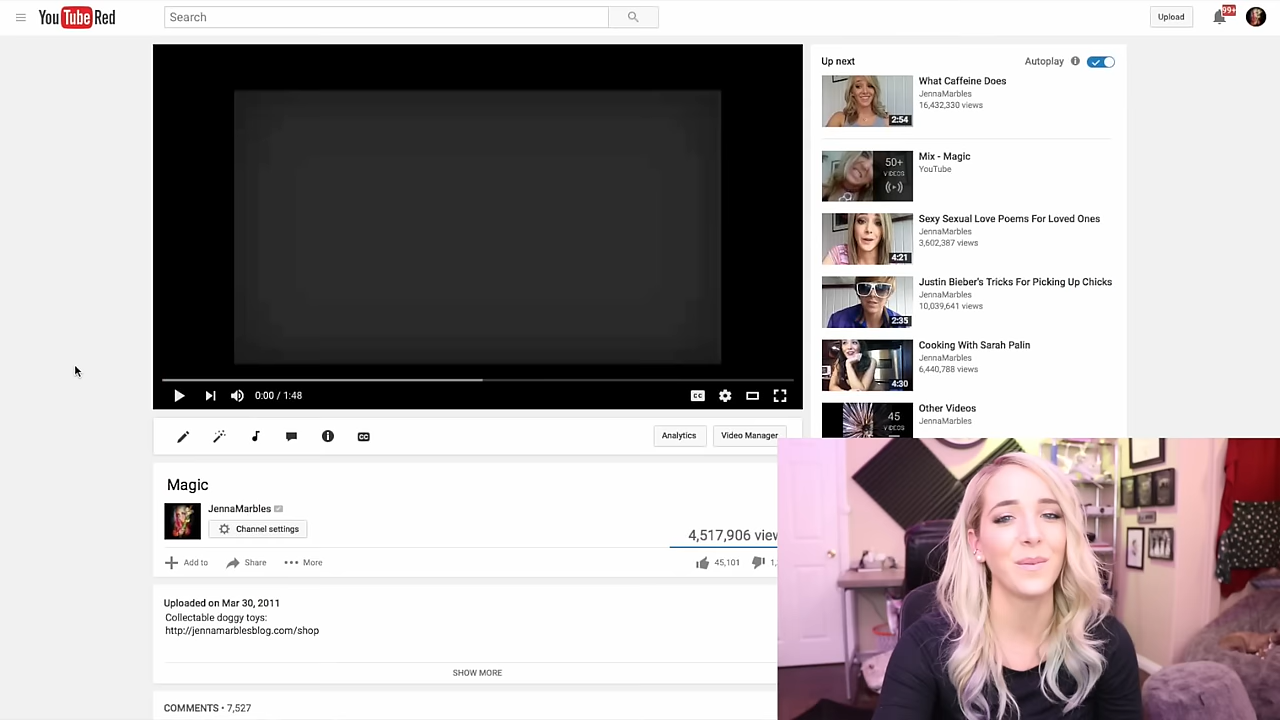 YouTube Red
Search
Upload
99+
Up next
Autoplay
What Caffeine Does
JennaMarbles
16,432,330 views
2:54
Mix - Magic
YouTube
50+
VIDEOS
Sexy Sexual Love Poems For Loved Ones
JennaMarbles
3,602,387 views
4:21
Justin Bieber's Tricks For Picking Up Chicks
JennaMarbles
10,039,641 views
2:35
Cooking With Sarah Palin
JennaMarbles
6,440,788 views
4:30
Other Videos
JennaMarbles
45
VIDEOS
0:00 / 1:48
CC
CC
Analytics
Video Manager
Magic
JennaMarbles
Channel settings
4,517,906 view
Add to
Share
More
45,101
1,
Uploaded on Mar 30, 2011
Collectable doggy toys:
http://jennamarblesblog.com/shop
SHOW MORE
COMMENTS • 7,527